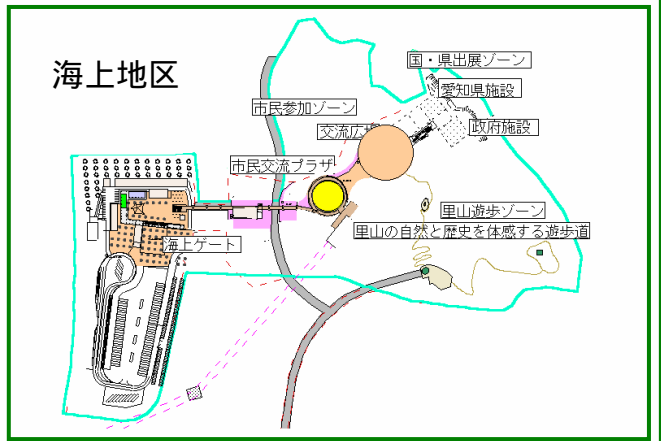 海上地区
国・県出展ゾーン
愛知県施設
市民参加ゾーン
政府施設
交流広
市民交流プラザ
里山遊歩ゾーン
里山の自然と歴史を体感する遊歩道
海上ゲート